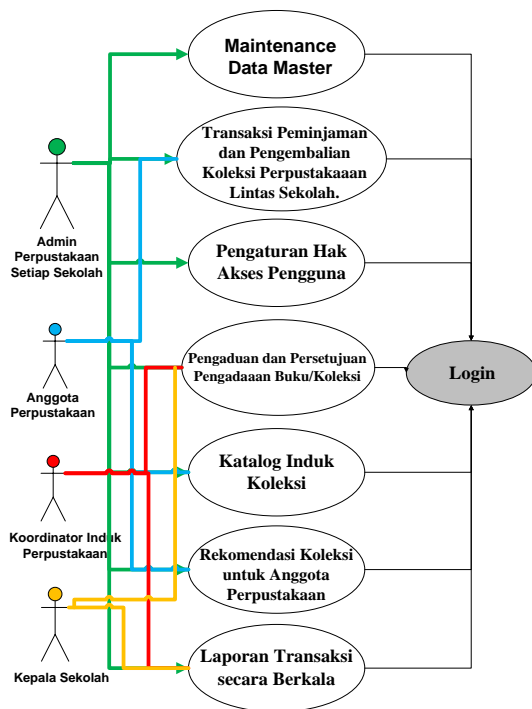 Maintenance
Data Master
Transaksi Peminjaman
dan Pengembalian
Koleksi Perpustakaaan
Lintas Sekolah.
Admin
Perpustakaan
Setiap Sekolah
Pengaturan Hak
Akses Pengguna
Anggota
Perpustakaan
Pengaduan dan Persetujuan
Pengadaaan Buku/Koleksi
Login
Katalog Induk
Koleksi
Koordinator Induk
Perpustakaan
Rekomendasi Koleksi
untuk Anggota
Perpustakaan
Kepala Sekolah
Laporan Transaksi
secara Berkala